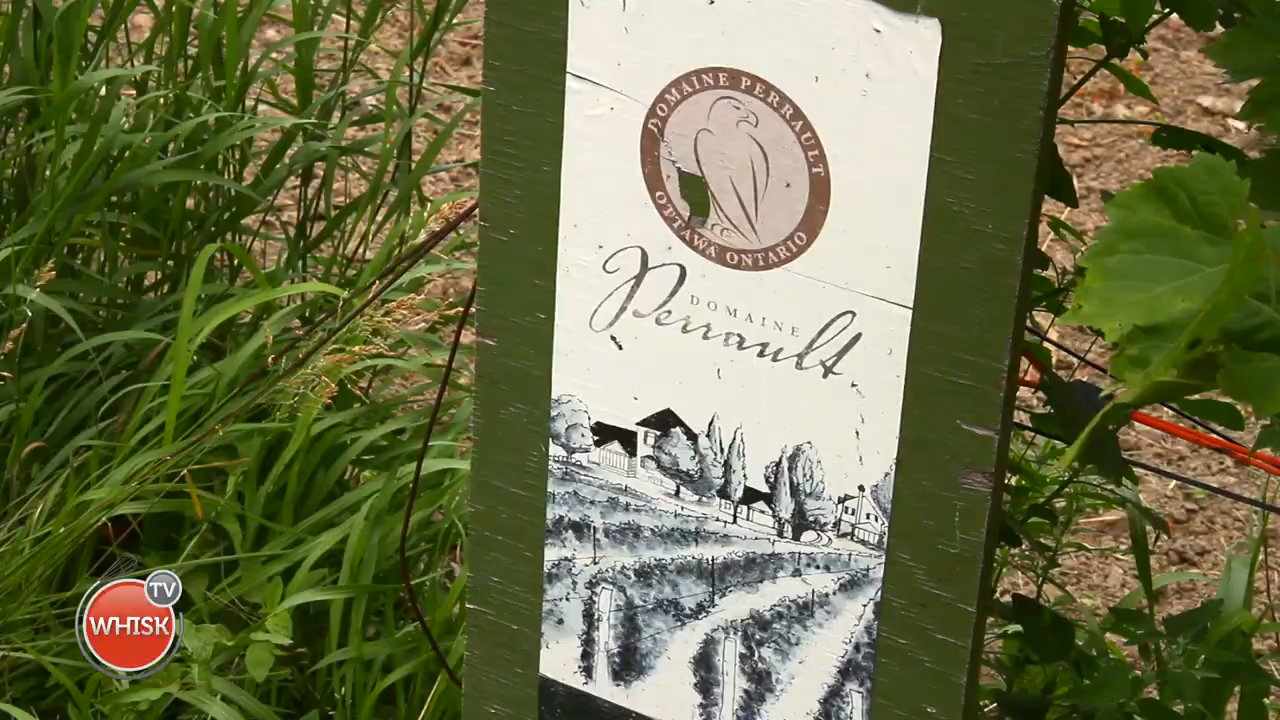 DOMAINE PERRAULT
OTTAWA ONTARIO
DOMAINE
Perrault
TV
WHISK